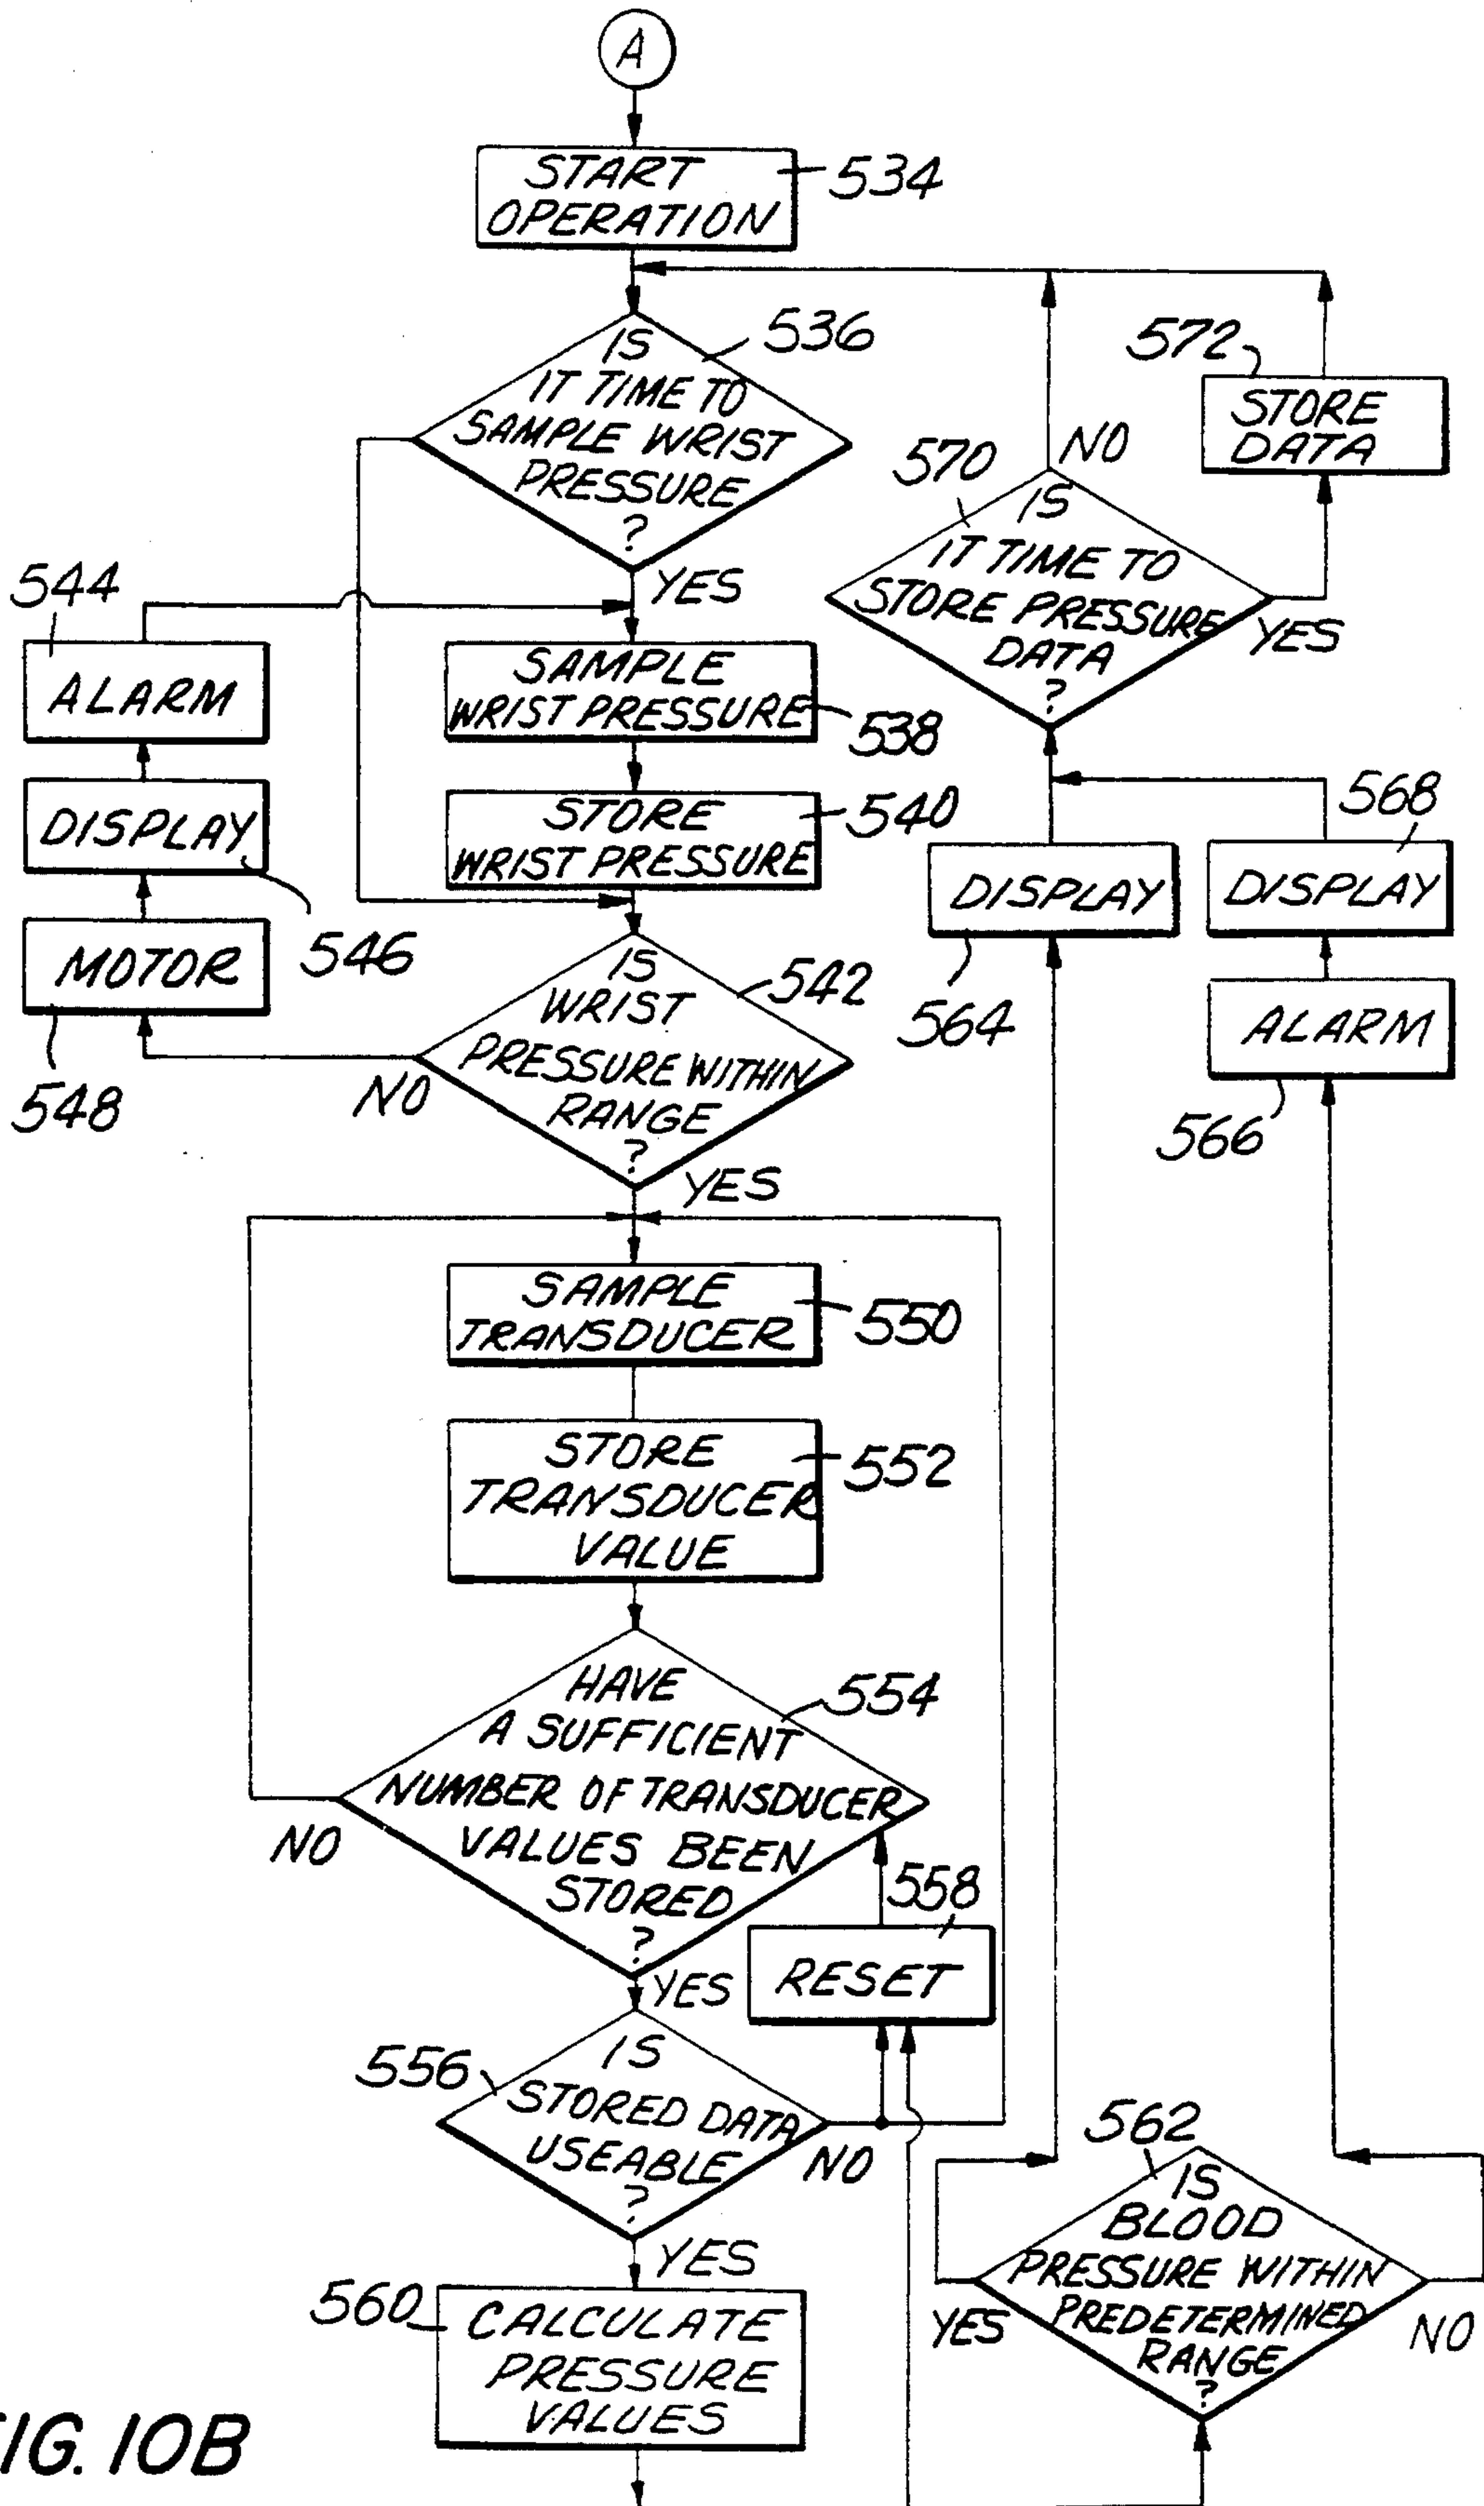 A
START
OPERATION
534
IS
IT TIME TO
SAMPLE WRIST
PRESSURE
?
536
YES
572
STORE
DATA
570
NO
IS
IT TIME TO
STORE PRESSURE
DATA
?
YES
544
ALARM
SAMPLE
WRIST PRESSURE
538
DISPLAY
546
STORE
WRIST PRESSURE
540
568
DISPLAY
564
DISPLAY
MOTOR
548
IS
WRIST
PRESSURE WITHIN
RANGE
?
542
NO
YES
ALARM
566
SAMPLE
TRANSDUCER
550
STORE
TRANSDUCER
VALUE
552
HAVE
A SUFFICIENT
NUMBER OF TRANSDUCER
VALUES BEEN
STORED
?
554
NO
YES
558
RESET
556
IS
STORED DATA
USEABLE
?
NO
YES
562
IS
BLOOD
PRESSURE WITHIN
PREDETERMINED
RANGE
?
YES
NO
560
CALCULATE
PRESSURE
VALUES
FIG. 10B